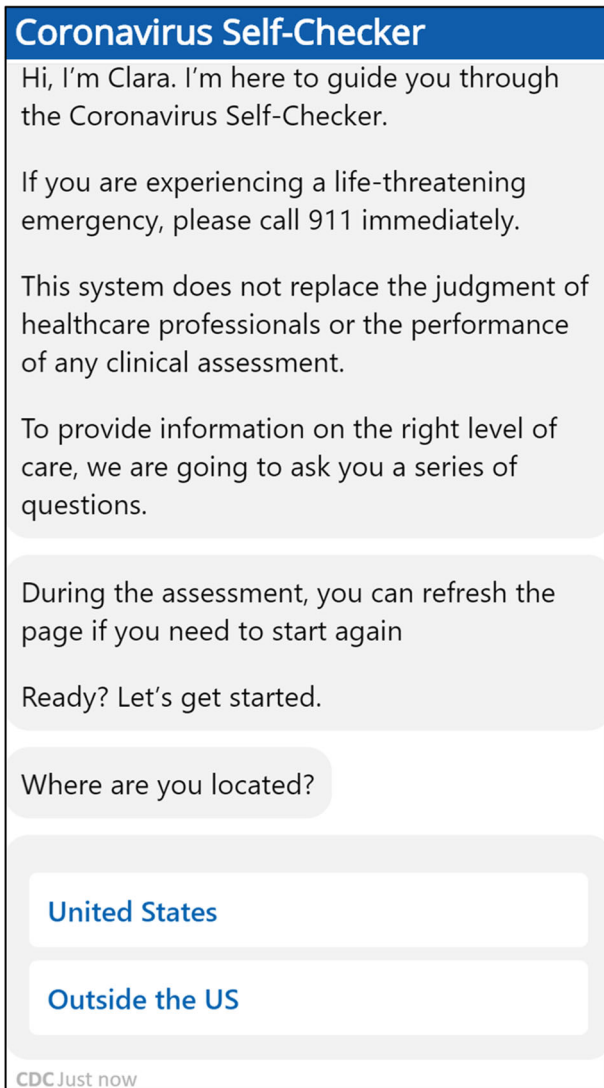 Coronavirus Self-Checker
Hi, I'm Clara. I'm here to guide you through
the Coronavirus Self-Checker.
If you are experiencing a life-threatening
emergency, please call 911 immediately.
This system does not replace the judgment of
healthcare professionals or the performance
of any clinical assessment.
To provide information on the right level of
care, we are going to ask you a series of
questions.
During the assessment, you can refresh the
page if you need to start again
Ready? Let's get started.
Where are you located?
United States
Outside the US
CDC Just now